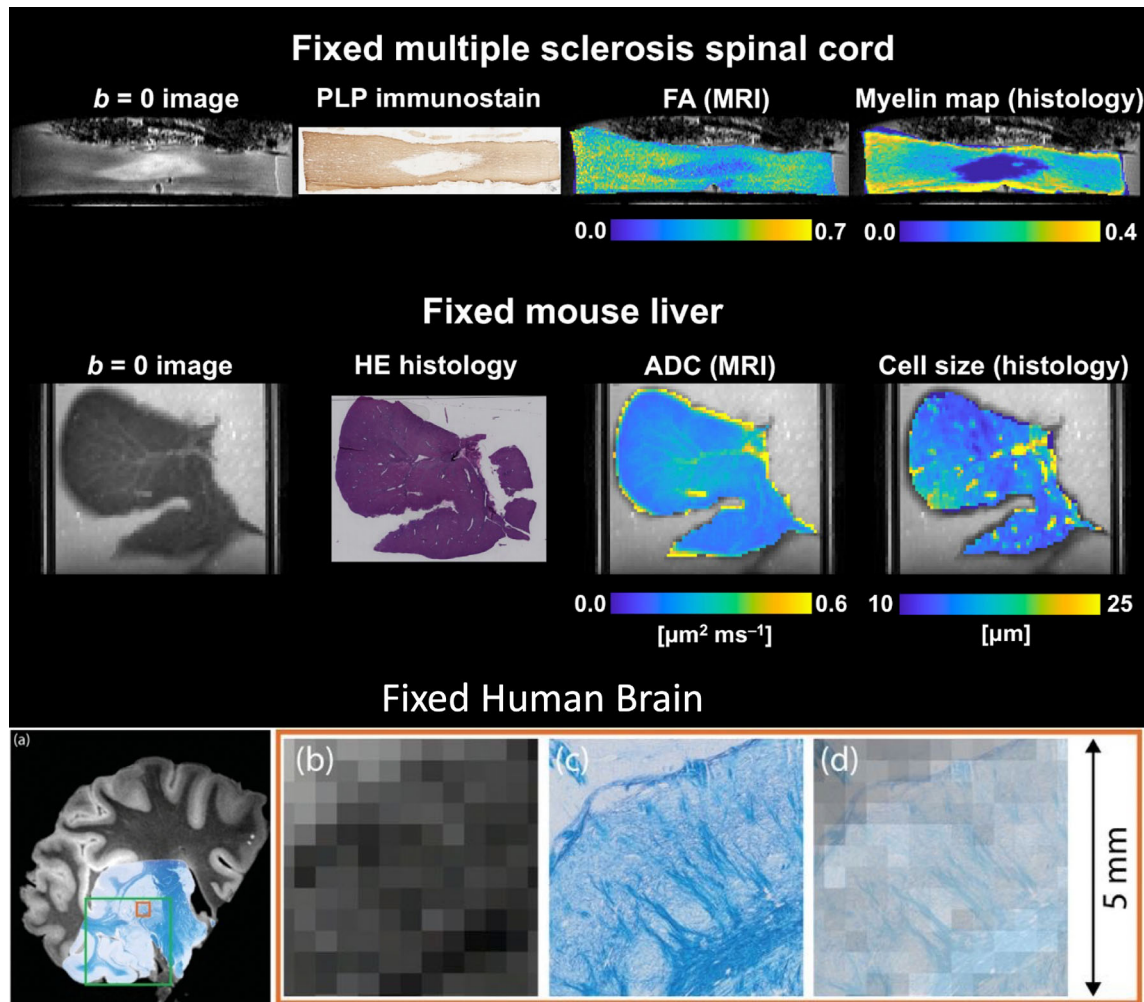 Fixed multiple sclerosis spinal cord
b = 0 image PLP immunostain FA (MRI) Myelin map (histology)
0.0 0.7 0.0 0.4
Fixed mouse liver
b = 0 image HE histology ADC (MRI) Cell size (histology)
0.0 0.6 10 25
[µm² ms⁻¹] [µm]
Fixed Human Brain
(a) (b) (c) (d)
5 mm